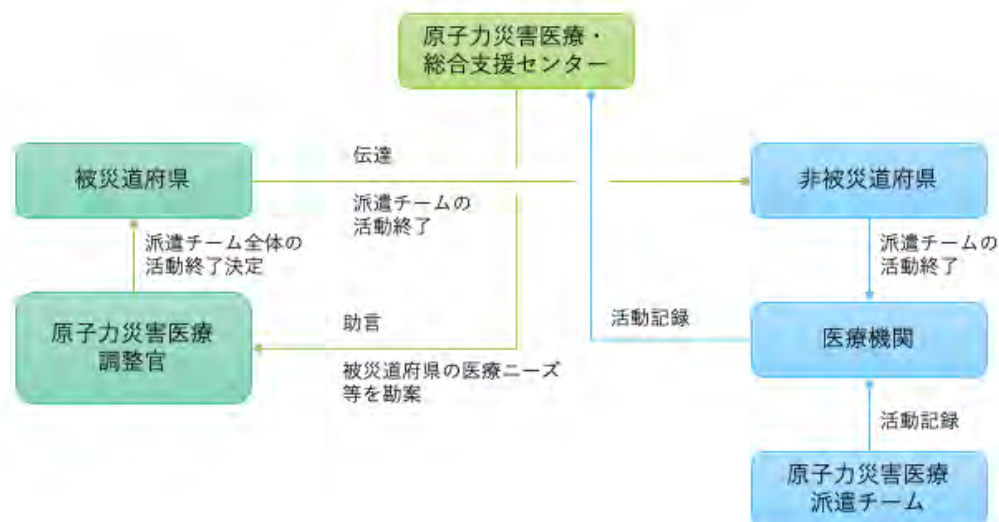 原子力災害医療・
総合支援センター
被災道府県
伝達
派遣チームの
活動終了
非被災道府県
派遣チーム全体の
活動終了決定
派遣チームの
活動終了
原子力災害医療
調整官
助言
被災道府県の医療ニーズ
等を勘案
活動記録
医療機関
活動記録
原子力災害医療
派遣チーム